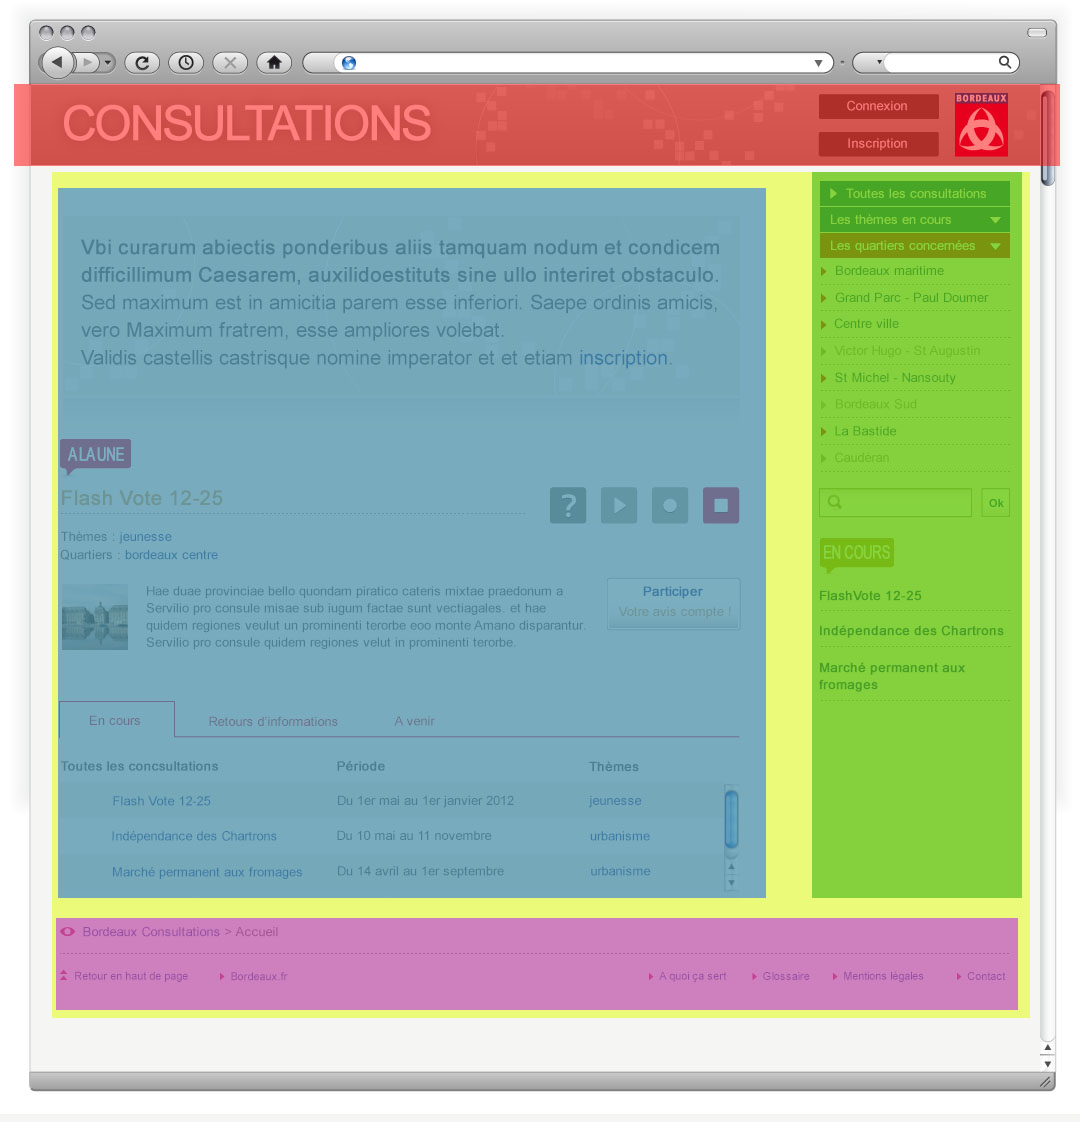 CONSULTATIONS
Connexion
Inscription
BORDEAUX
Vbi curarum abiectis ponderibus aliis tamquam nodum et condicem
difficillimum Caesarem, auxilidoestituts sine ullo interiret obstaculo.
Sed maximum est in amicitia parem esse inferiori. Saepe ordinis amicis,
vero Maximum fratrem, esse ampliores volebat.
Validis castellis castrisque nomine imperator et et etiam inscription.
A LA UNE
Flash Vote 12-25
?
Thèmes : jeunesse
Quartiers : bordeaux centre
Hae duae provinciae bello quondam piratico cateris mixtae praedonum a
Servilio pro consule misae sub iugum factae sunt vectiagales. et hae
quidem regiones veulut un prominenti terorbe eoo monte Amano disparantur.
Servilio pro consule quidem regiones velut in prominenti terorbe.
Participer
Votre avis compte !
En cours
Retours d'informations
A venir
Toutes les concsultations
Période
Thèmes
Flash Vote 12-25
Du 1er mai au 1er janvier 2012
jeunesse
Indépendance des Chartrons
Du 10 mai au 11 novembre
urbanisme
Marché permanent aux fromages
Du 14 avril au 1er septembre
urbanisme
Toutes les consultations
Les thèmes en cours
Les quartiers concernées
Bordeaux maritime
Grand Parc - Paul Doumer
Centre ville
Victor Hugo - St Augustin
St Michel - Nansouty
Bordeaux Sud
La Bastide
Caudéran
Ok
EN COURS
FlashVote 12-25
Indépendance des Chartrons
Marché permanent aux
fromages
Bordeaux Consultations > Accueil
Retour en haut de page
Bordeaux.fr
A quoi ça sert
Glossaire
Mentions légales
Contact